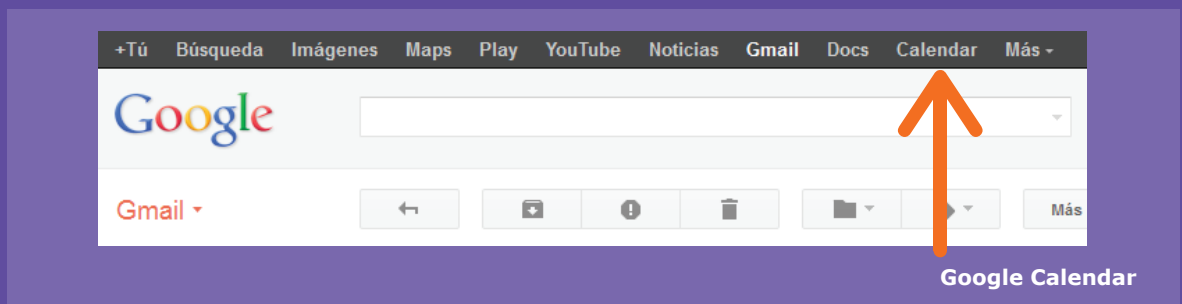 +Tú Búsqueda Imágenes Maps Play YouTube Noticias Gmail Docs Calendar Más
Google
Gmail
Más
Google Calendar